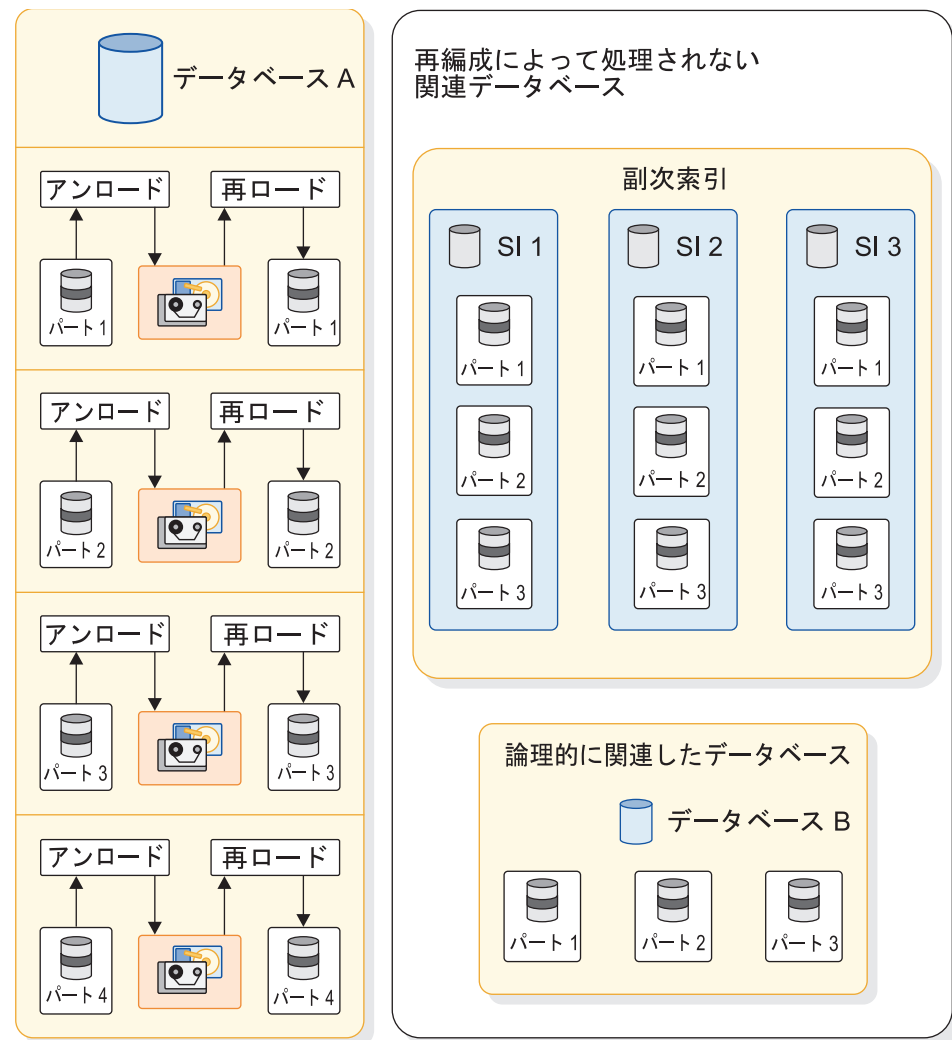 データベース A
アンロード
再ロード
パート 1
パート 1
アンロード
再ロード
パート 2
パート 2
アンロード
再ロード
パート 3
パート 3
アンロード
再ロード
パート 4
パート 4
再編成によって処理されない
関連データベース
副次索引
SI 1
パート 1
パート 2
パート 3
SI 2
パート 1
パート 2
パート 3
SI 3
パート 1
パート 2
パート 3
論理的に関連したデータベース
データベース B
パート 1
パート 2
パート 3